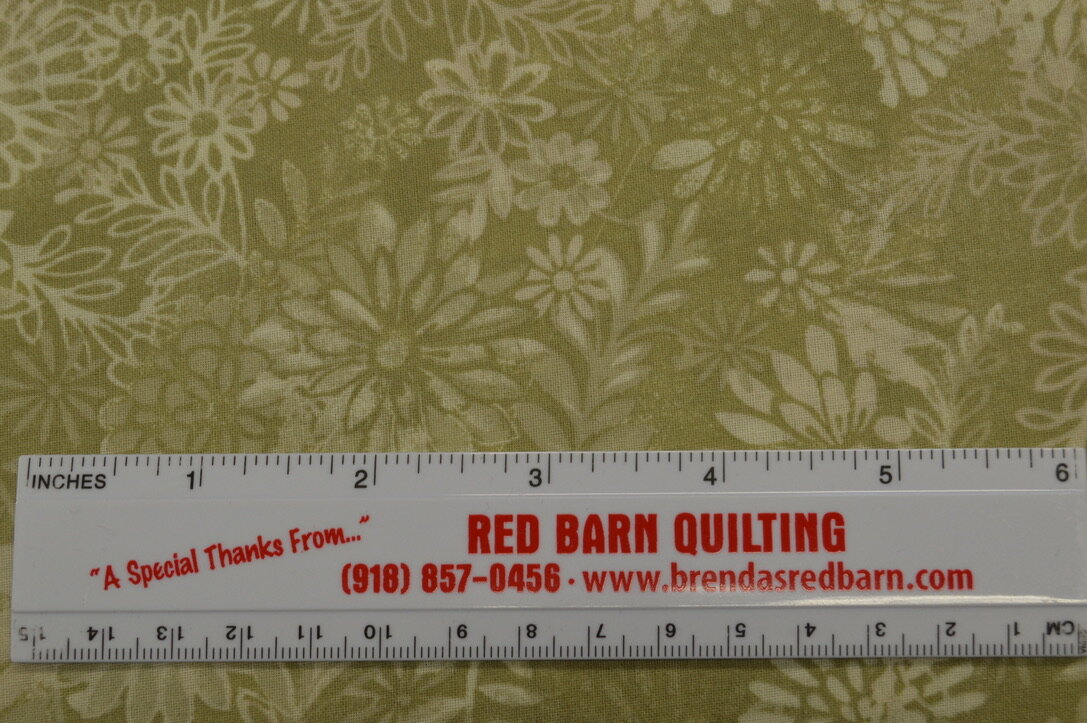 INCHES 1 2 3 4 5 6
"A Special Thanks From..."
RED BARN QUILTING
(918) 857-0456 · www.brendasredbarn.com
15 14 13 12 11 10 9 8 7 6 5 4 3 2 1 CM